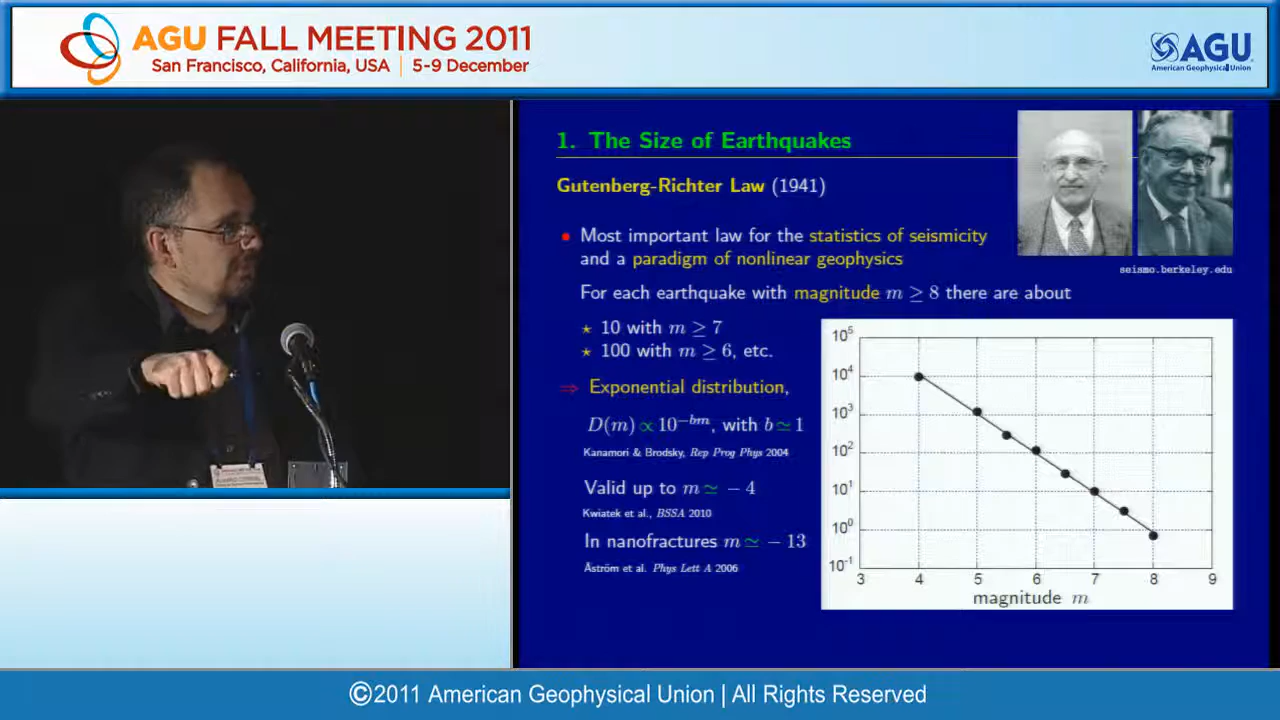 AGU FALL MEETING 2011
San Francisco, California, USA | 5-9 December
AGU
American Geophysical Union
1. The Size of Earthquakes
Gutenberg-Richter Law (1941)
• Most important law for the statistics of seismicity
and a paradigm of nonlinear geophysics
seismo.berkeley.edu
For each earthquake with magnitude m ≥ 8 there are about
⋆ 10 with m ≥ 7
⋆ 100 with m ≥ 6, etc.
⇒ Exponential distribution,
D(m) ∝ 10^{-bm}, with b ≃ 1
Kanamori & Brodsky, Rep Prog Phys 2004
Valid up to m ≃ −4
Kwiatek et al., BSSA 2010
In nanofractures m ≃ −13
Åström et al. Phys Lett A 2006
10^5
10^4
10^3
10^2
10^1
10^0
10^-1
3 4 5 6 7 8 9
magnitude m
©2011 American Geophysical Union | All Rights Reserved